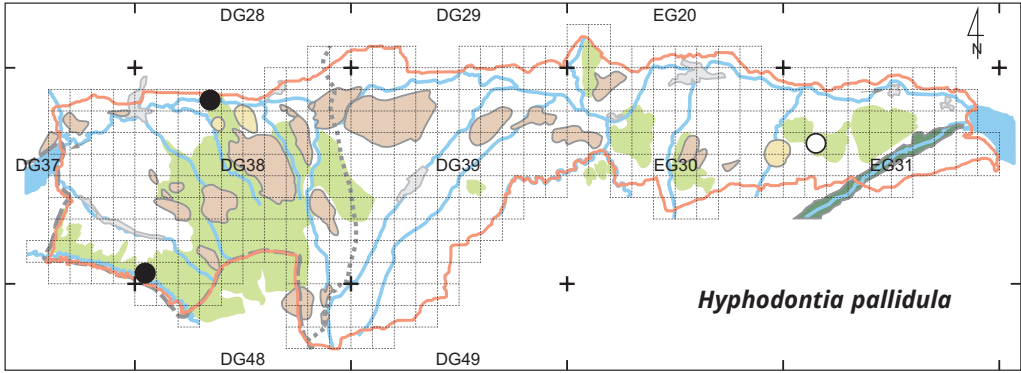 DG28 DG29 EG20
N
DG37 DG38 DG39 EG30 EG31
Hyphodontia pallidula
DG48 DG49